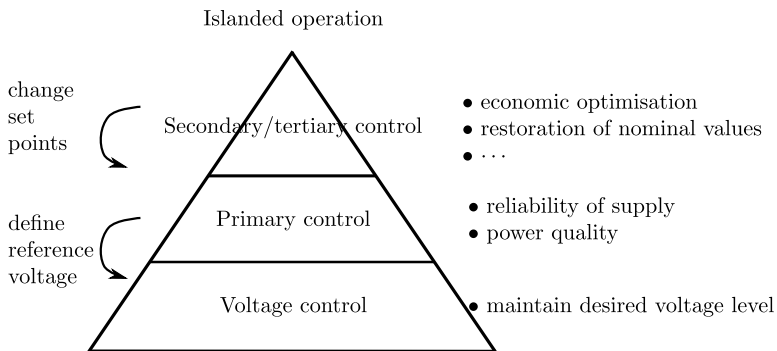 Islanded operation
change
set
points
Secondary/tertiary control
• economic optimisation
• restoration of nominal values
• ...
define
reference
voltage
Primary control
• reliability of supply
• power quality
Voltage control
• maintain desired voltage level